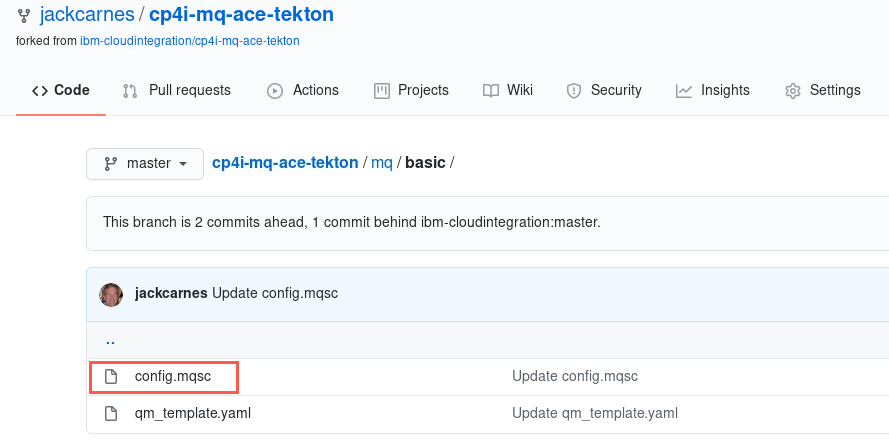 jackcarnes / cp4i-mq-ace-tekton
forked from ibm-cloudintegration/cp4i-mq-ace-tekton
Code Pull requests Actions Projects Wiki Security Insights Settings
master cp4i-mq-ace-tekton / mq / basic /
This branch is 2 commits ahead, 1 commit behind ibm-cloudintegration:master.
jackcarnes Update config.mqsc
..
config.mqsc Update config.mqsc
qm_template.yaml Update qm_template.yaml